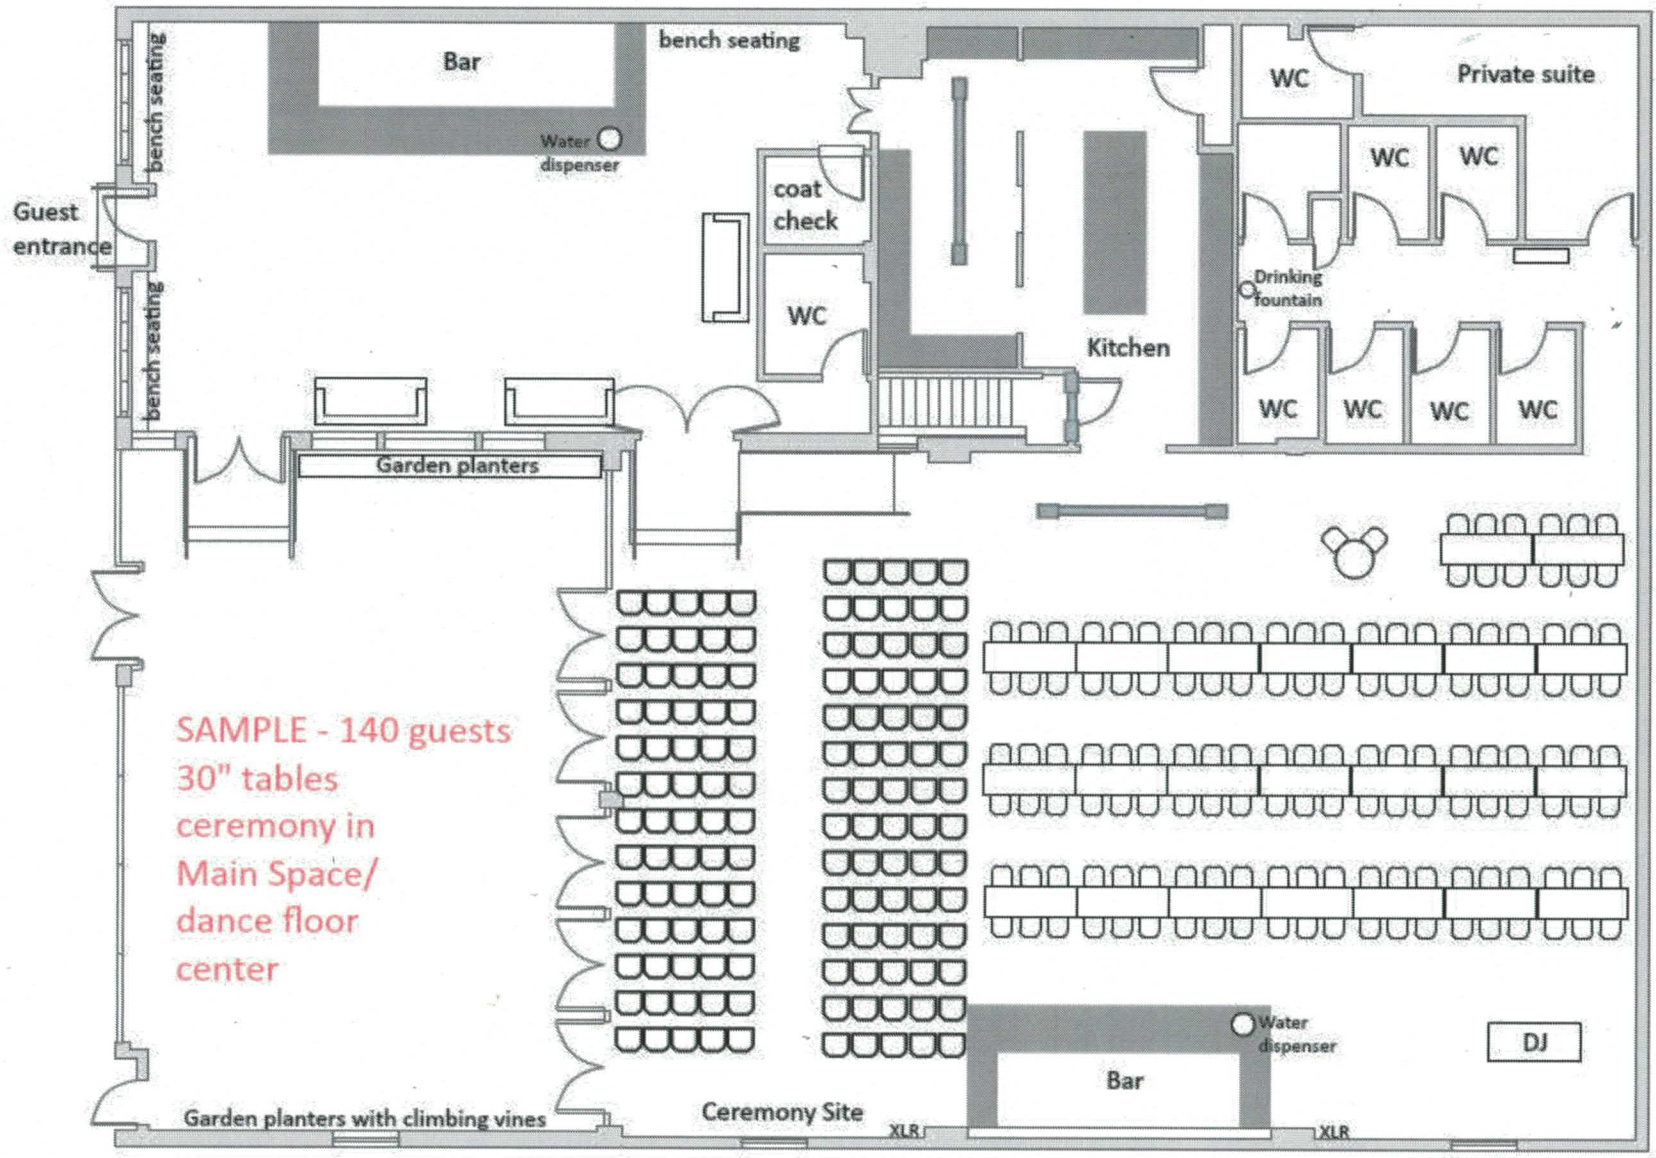 bench seating
Bar
bench seating
Water
dispenser
coat
check
WC
Guest
entrance
bench seating
Kitchen
WC
Private suite
WC
WC
Drinking
fountain
WC
WC
WC
WC
Garden planters
SAMPLE - 140 guests
30" tables
ceremony in
Main Space/
dance floor
center
Garden planters with climbing vines
Ceremony Site
XLR
Bar
Water
dispenser
XLR
DJ